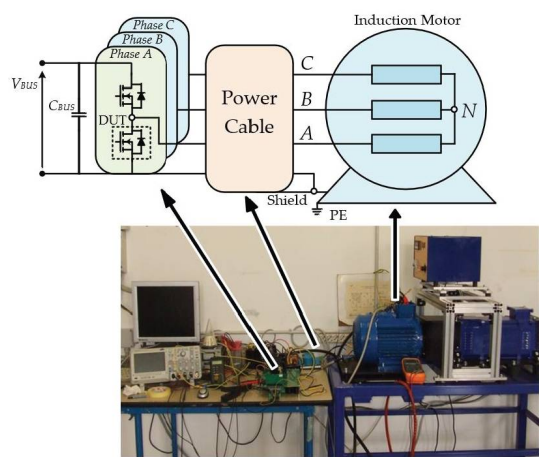 Phase C
Phase B
Phase A
Induction Motor
VBUS
CBUS
DUT
Power
Cable
C
B
A
N
Shield
PE